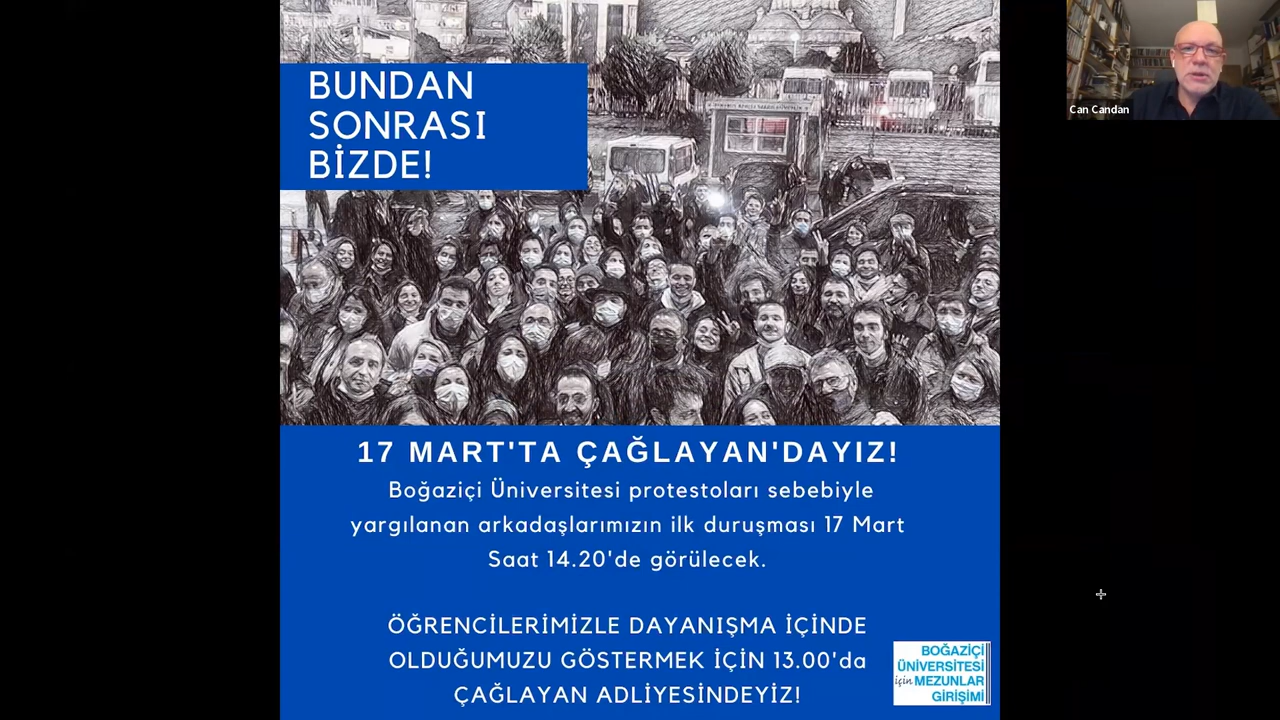 BUNDAN
SONRASI
BİZDE!
Can Candan
17 MART'TA ÇAĞLAYAN'DAYIZ!
Boğaziçi Üniversitesi protestoları sebebiyle
yargılanan arkadaşlarımızın ilk duruşması 17 Mart
Saat 14.20'de görülecek.
ÖĞRENCİLERİMİZLE DAYANIŞMA İÇİNDE
OLDUĞUMUZU GÖSTERMEK İÇİN 13.00'da
ÇAĞLAYAN ADLİYESİNDEYİZ!
BOĞAZİÇİ
ÜNİVERSİTESİ
için MEZUNLAR
GİRİŞİMİ